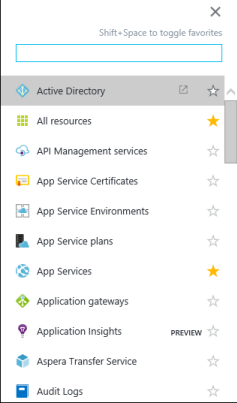 Shift+Space to toggle favorites
Active Directory
All resources
API Management services
App Service Certificates
App Service Environments
App Service plans
App Services
Application gateways
Application Insights PREVIEW
Aspera Transfer Service
Audit Logs